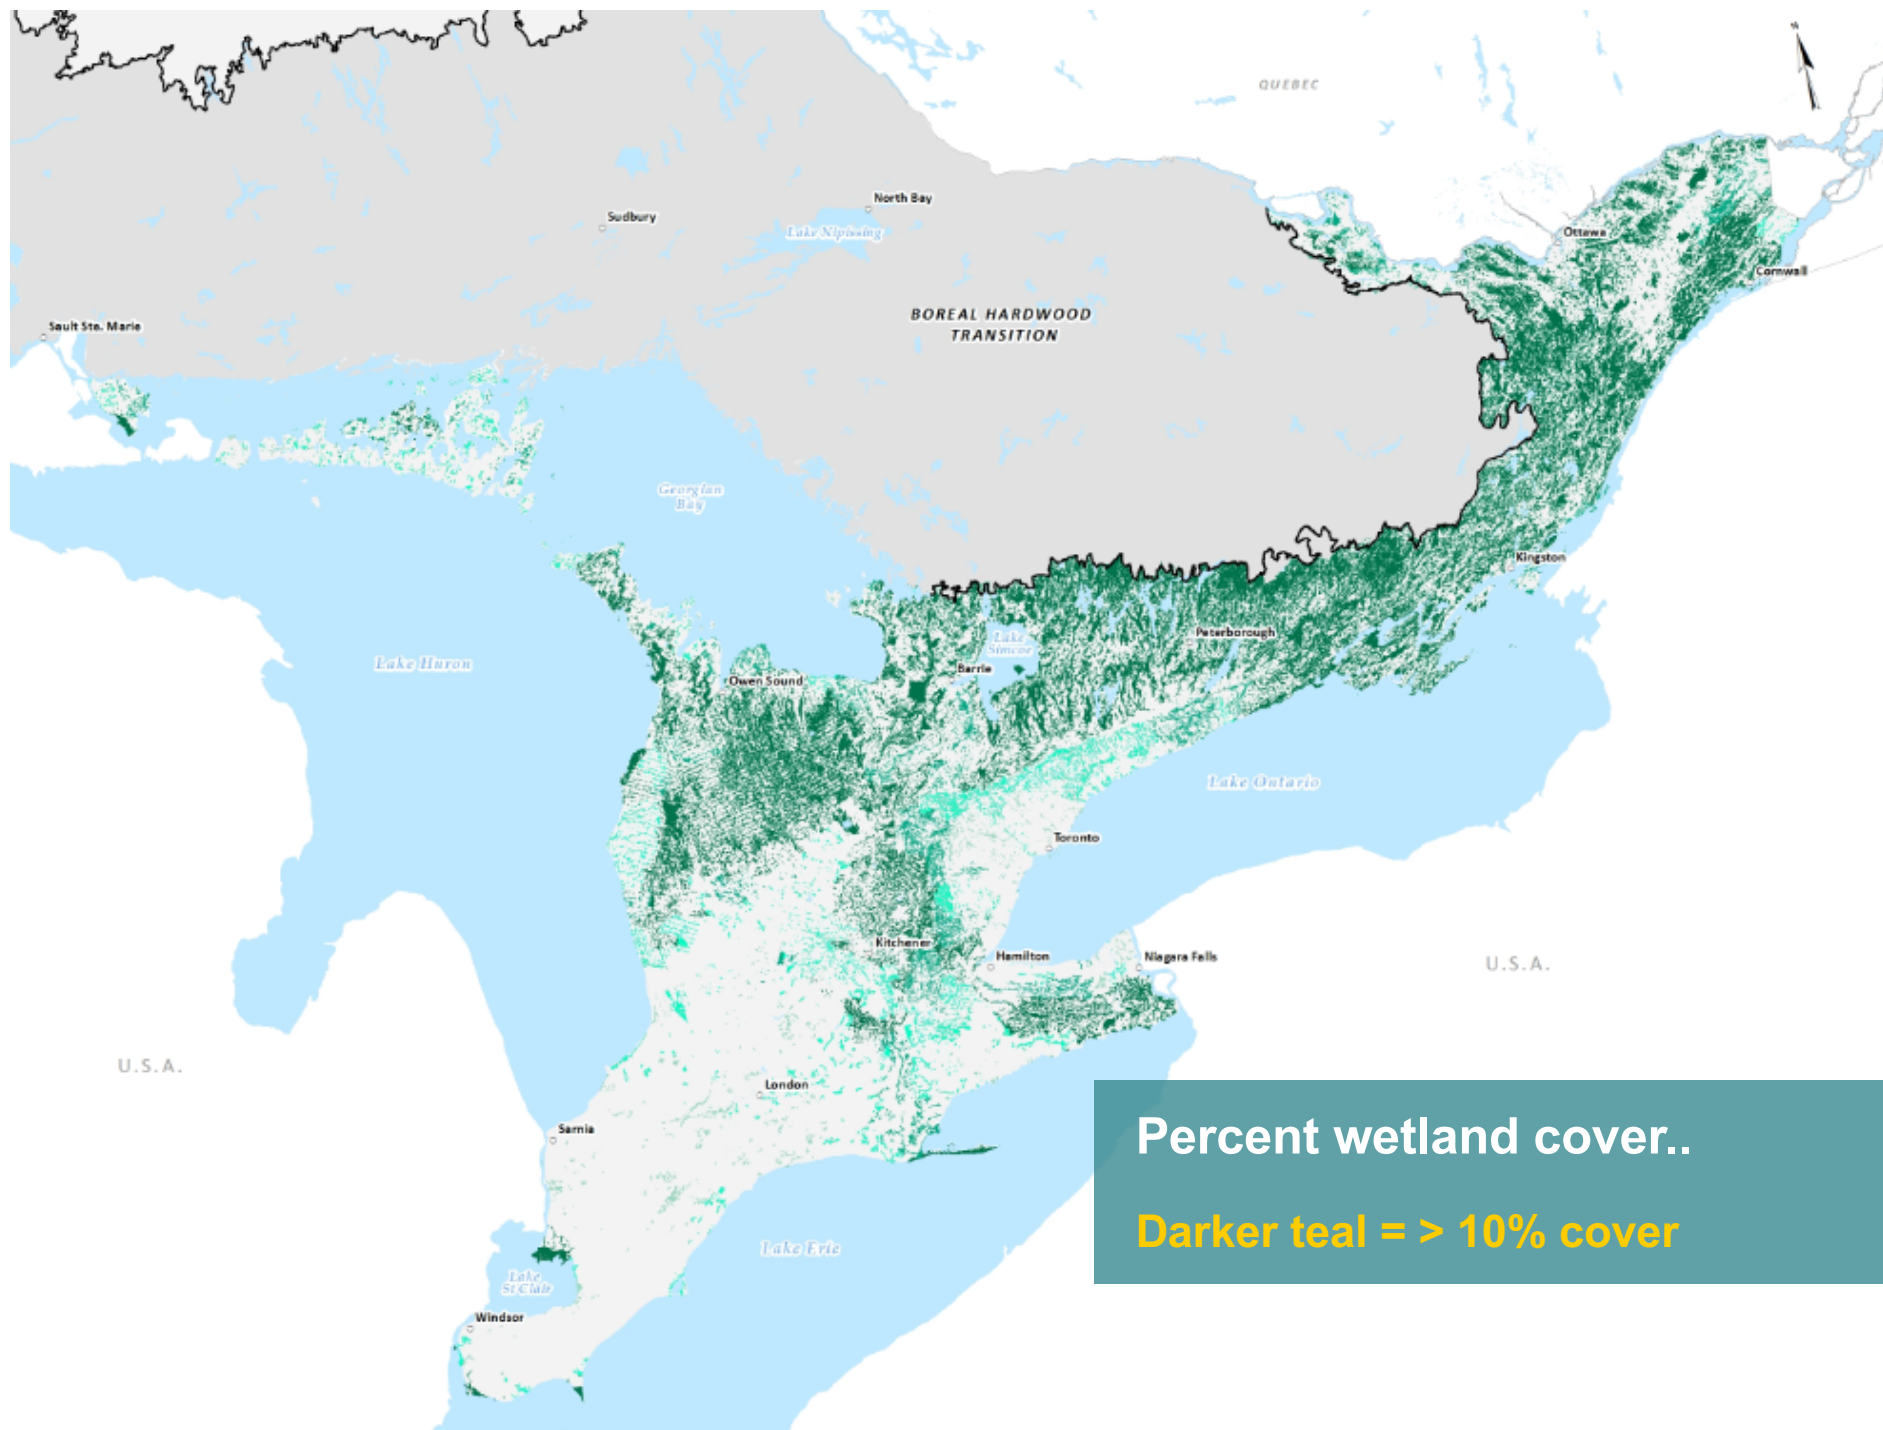 N
QUEBEC
North Bay
Sudbury
Lake Nipissing
Ottawa
Cornwall
BOREAL HARDWOOD
TRANSITION
Sault Ste. Marie
Georgian
Bay
Kingston
Peterborough
Lake
Simcoe
Barrie
Lake Huron
Owen Sound
Lake Ontario
Toronto
Kitchener
Hamilton
Niagara Falls
U.S.A.
U.S.A.
London
Sarnia
Percent wetland cover..
Darker teal = > 10% cover
Lake Erie
Lake
St Clair
Windsor